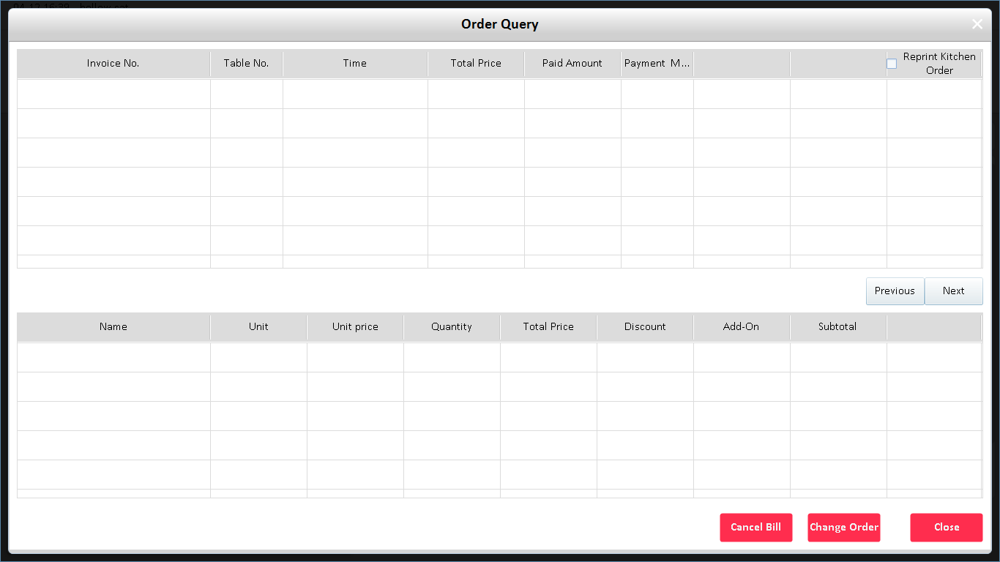 Order Query
Invoice No. Table No. Time Total Price Paid Amount Payment M... Reprint Kitchen
Order
Previous Next
Name Unit Unit price Quantity Total Price Discount Add-On Subtotal
Cancel Bill Change Order Close